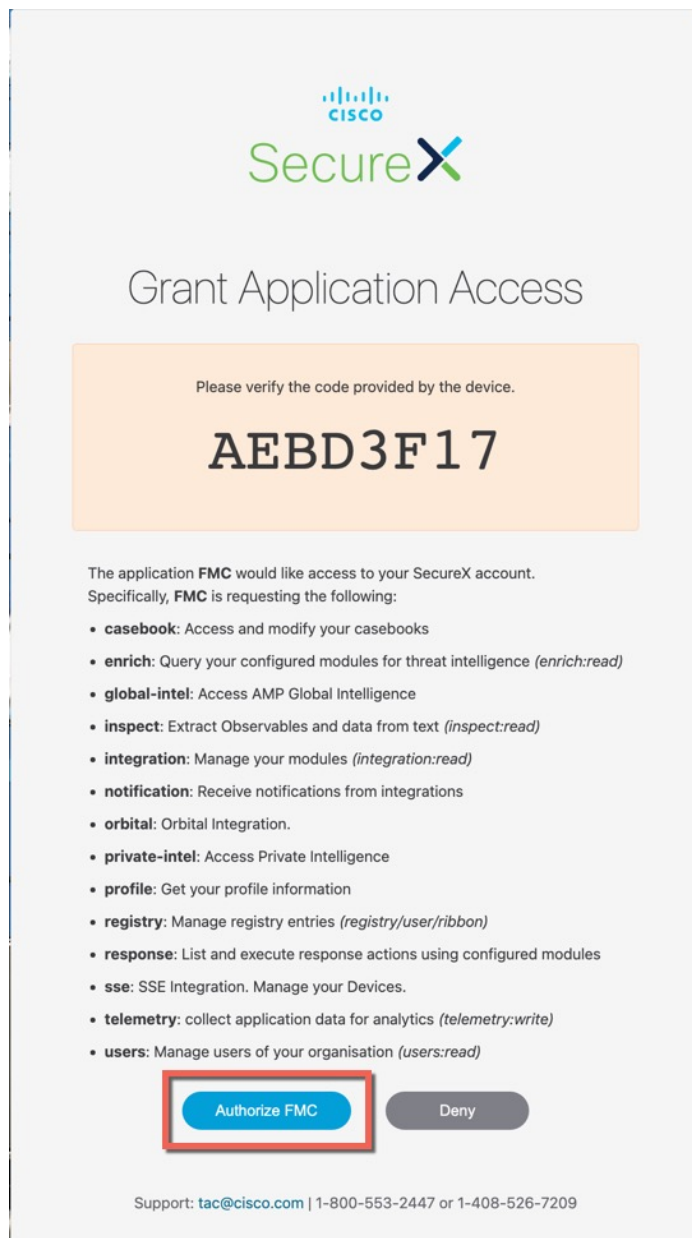 CISCO
SecureX
Grant Application Access
Please verify the code provided by the device.
AEBD3F17
The application FMC would like access to your SecureX account.
Specifically, FMC is requesting the following:
• casebook: Access and modify your casebooks
• enrich: Query your configured modules for threat intelligence (enrich:read)
• global-intel: Access AMP Global Intelligence
• inspect: Extract Observables and data from text (inspect:read)
• integration: Manage your modules (integration:read)
• notification: Receive notifications from integrations
• orbital: Orbital Integration.
• private-intel: Access Private Intelligence
• profile: Get your profile information
• registry: Manage registry entries (registry/user/ribbon)
• response: List and execute response actions using configured modules
• sse: SSE Integration. Manage your Devices.
• telemetry: collect application data for analytics (telemetry:write)
• users: Manage users of your organisation (users:read)
Authorize FMC Deny
Support: tac@cisco.com | 1-800-553-2447 or 1-408-526-7209